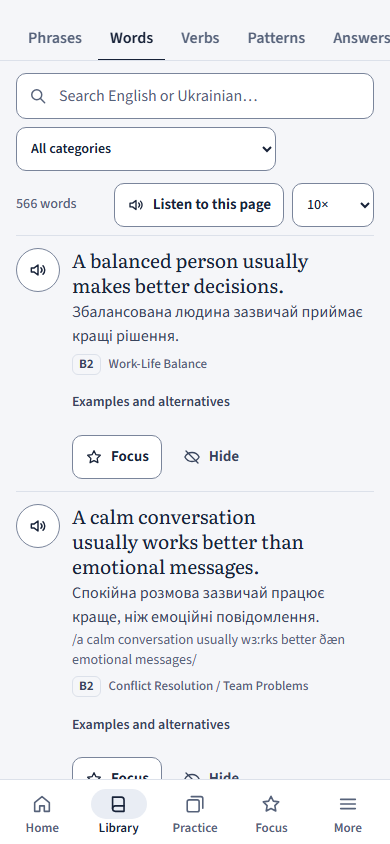 Phrases Words Verbs Patterns Answers
Search English or Ukrainian…
All categories
566 words Listen to this page 10×
A balanced person usually
makes better decisions.
Збалансована людина зазвичай приймає
кращі рішення.
B2 Work-Life Balance
Examples and alternatives
Focus Hide
A calm conversation
usually works better than
emotional messages.
Спокійна розмова зазвичай працює
краще, ніж емоційні повідомлення.
/a calm conversation usually wɜːrks better ðæn
emotional messages/
B2 Conflict Resolution / Team Problems
Examples and alternatives
Focus Hide
Home Library Practice Focus More